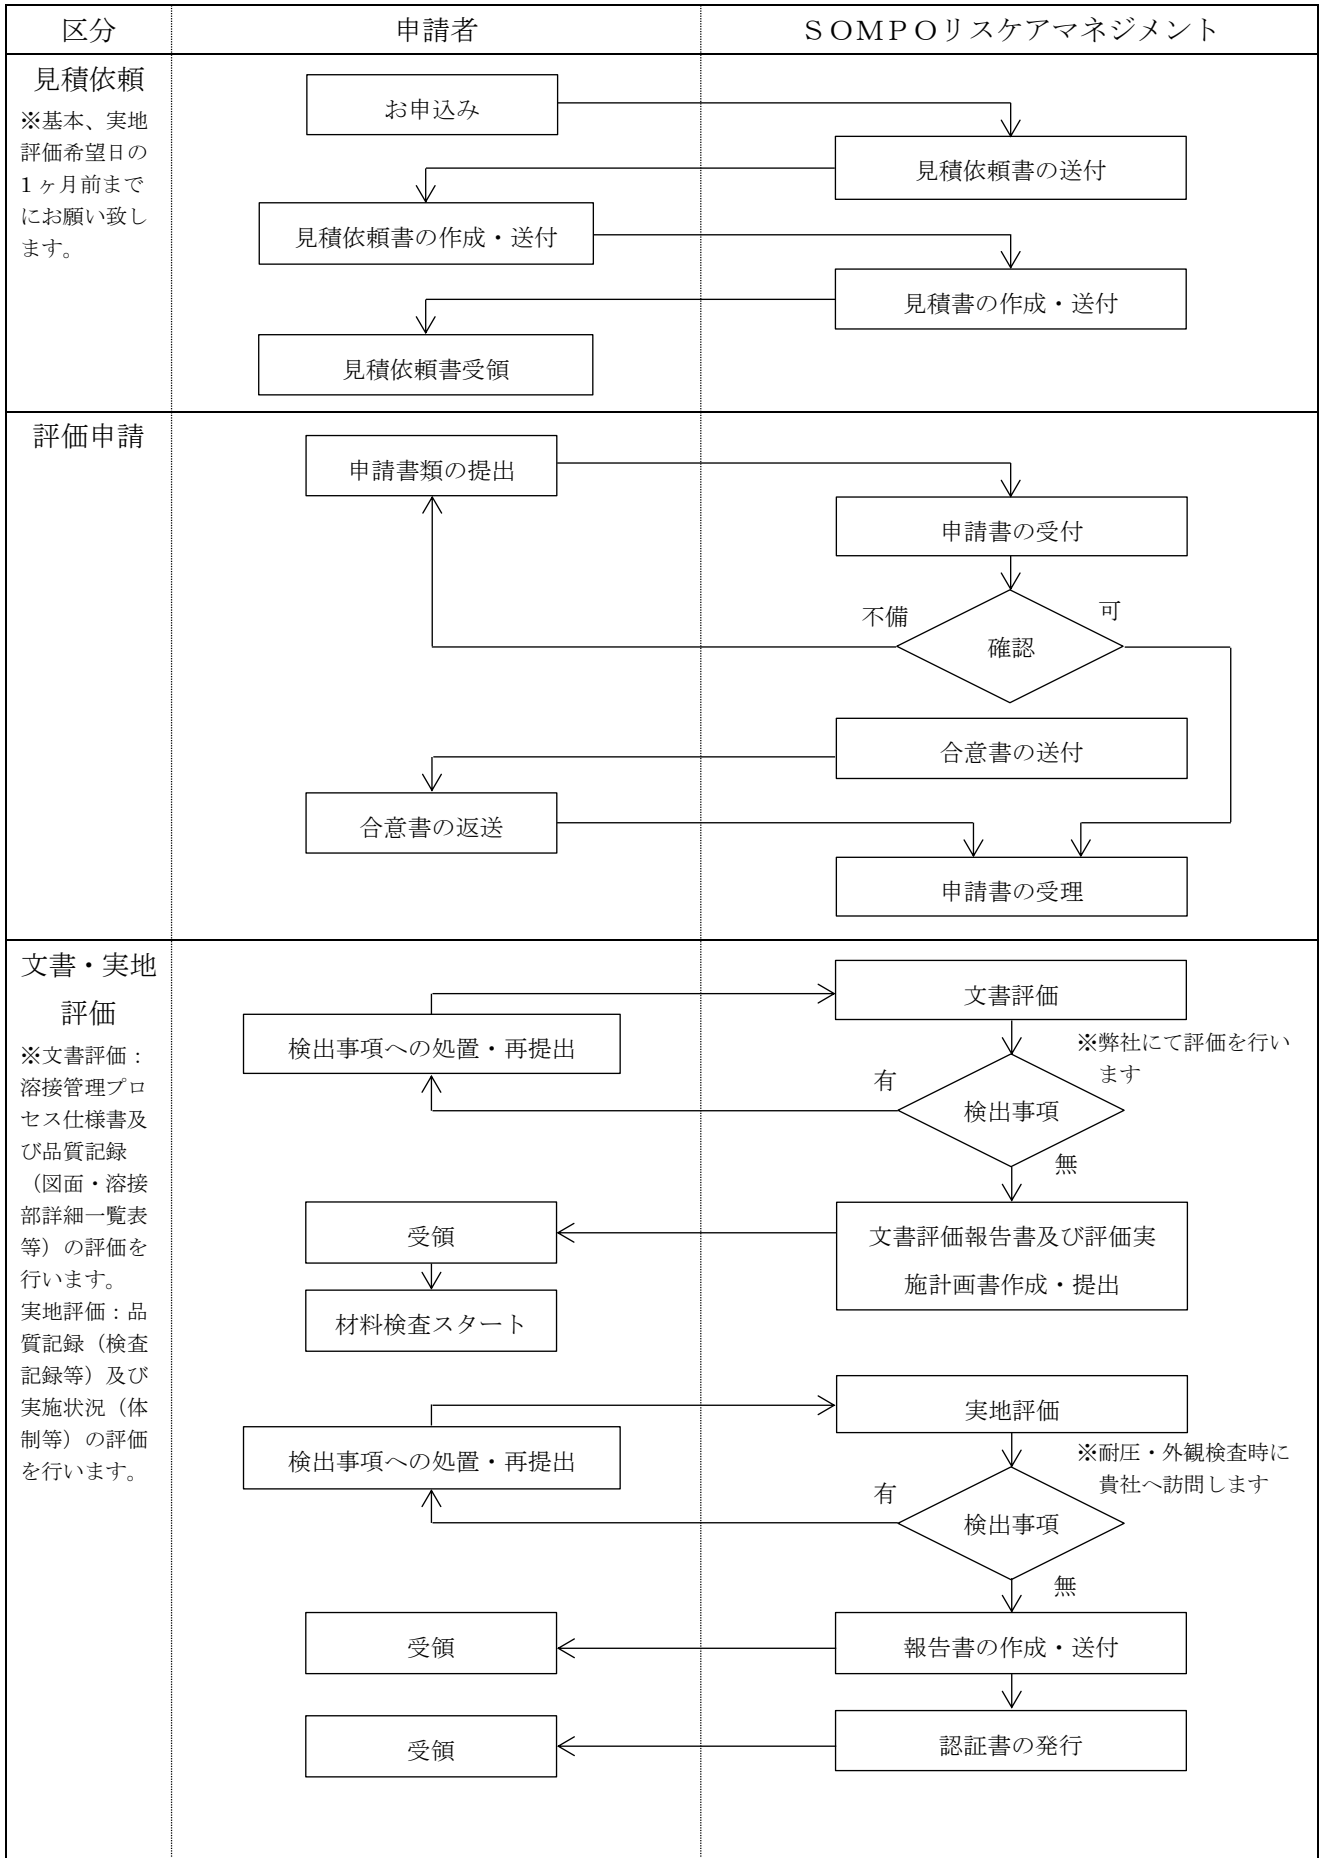 区分
申請者
ＳＯＭＰＯリスケアマネジメント
見積依頼
※基本、実地
評価希望日の
1ヶ月前まで
にお願い致し
ます。
お申込み
見積依頼書の送付
見積依頼書の作成・送付
見積書の作成・送付
見積依頼書受領
評価申請
申請書類の提出
申請書の受付
不備
可
確認
合意書の送付
合意書の返送
申請書の受理
文書・実地
評価
※文書評価：
溶接管理プロ
セス仕様書及
び品質記録
（図面・溶接
部詳細一覧表
等）の評価を
行います。
実地評価：品
質記録（検査
記録等）及び
実施状況（体
制等）の評価
を行います。
文書評価
検出事項への処置・再提出
※弊社にて評価を行い
ます
有
検出事項
無
受領
文書評価報告書及び評価実
施計画書作成・提出
材料検査スタート
実地評価
検出事項への処置・再提出
※耐圧・外観検査時に
貴社へ訪問します
有
検出事項
無
受領
報告書の作成・送付
受領
認証書の発行